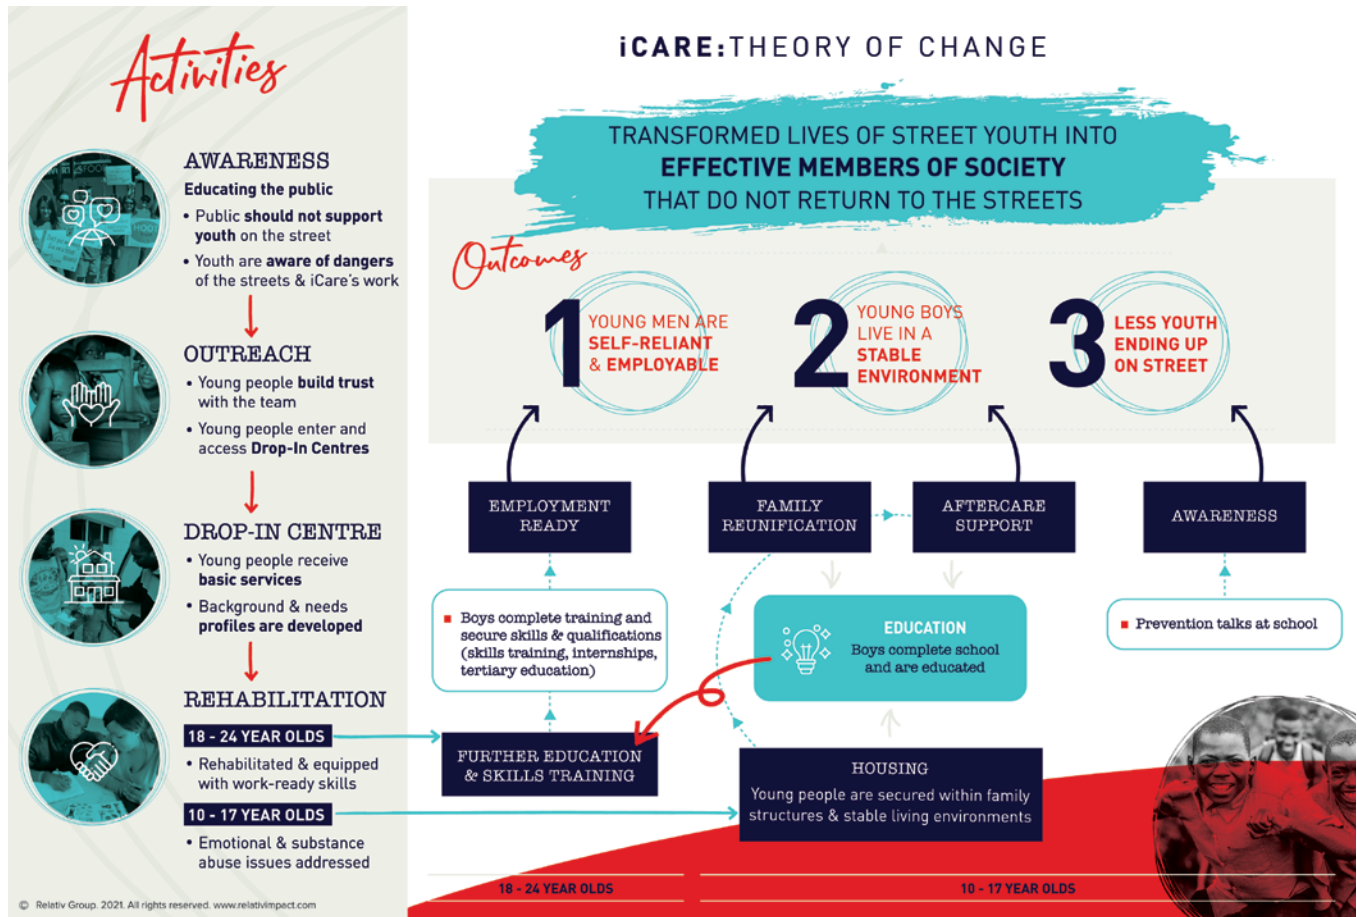 Activities
AWARENESS
Educating the public
• Public should not support
youth on the street
• Youth are aware of dangers
of the streets & iCare's work
OUTREACH
• Young people build trust
with the team
• Young people enter and
access Drop-In Centres
DROP-IN CENTRE
• Young people receive
basic services
• Background & needs
profiles are developed
REHABILITATION
18 - 24 YEAR OLDS
• Rehabilitated & equipped
with work-ready skills
10 - 17 YEAR OLDS
• Emotional & substance
abuse issues addressed
© Relativ Group. 2021. All rights reserved. www.relativimpact.com
iCARE:THEORY OF CHANGE
TRANSFORMED LIVES OF STREET YOUTH INTO
EFFECTIVE MEMBERS OF SOCIETY
THAT DO NOT RETURN TO THE STREETS
Outcomes
1
YOUNG MEN ARE
SELF-RELIANT
& EMPLOYABLE
2
YOUNG BOYS
LIVE IN A
STABLE
ENVIRONMENT
3
LESS YOUTH
ENDING UP
ON STREET
EMPLOYMENT
READY
FAMILY
REUNIFICATION
AFTERCARE
SUPPORT
AWARENESS
Boys complete training and
secure skills & qualifications
(skills training, internships,
tertiary education)
EDUCATION
Boys complete school
and are educated
Prevention talks at school
FURTHER EDUCATION
& SKILLS TRAINING
HOUSING
Young people are secured within family
structures & stable living environments
18 - 24 YEAR OLDS
10 - 17 YEAR OLDS